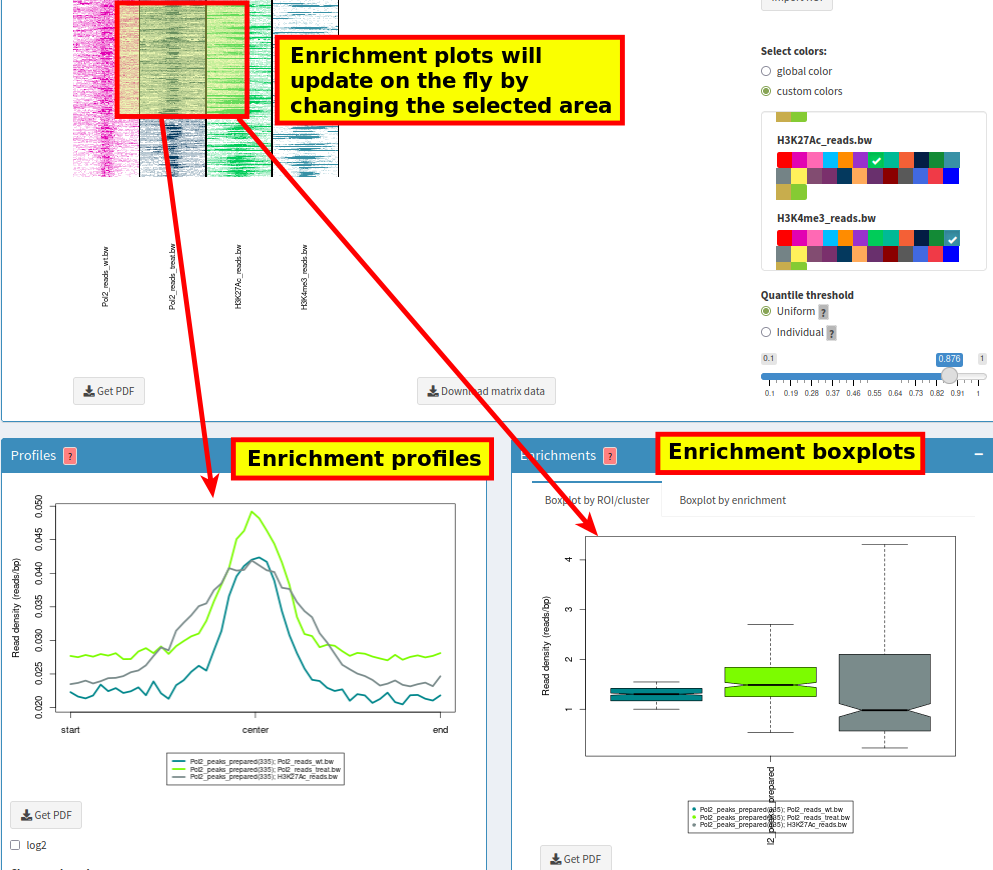 Enrichment plots will
update on the fly by
changing the selected area
Select colors:
global color
custom colors
H3K27Ac_reads.bw
H3K4me3_reads.bw
Pol2_reads_wt.bw
Pol2_reads_treat.bw
H3K27Ac_reads.bw
H3K4me3_reads.bw
Quantile threshold
Uniform ?
Individual ?
0.1 0.876 1
0.1 0.19 0.28 0.37 0.46 0.55 0.64 0.73 0.82 0.91 1
Get PDF
Download matrix data
Profiles ?
Enrichment profiles
Read density (reads/bp)
0.050
0.045
0.040
0.035
0.030
0.025
0.020
start center end
Pol2_peaks_prepared(335); Pol2_reads_wt.bw
Pol2_peaks_prepared(335); Pol2_reads_treat.bw
Pol2_peaks_prepared(335); H3K27Ac_reads.bw
Get PDF
log2
Enrichments ?
Enrichment boxplots
Boxplot by ROI/cluster Boxplot by enrichment
Read density (reads/bp)
4
3
2
1
l2_peaks_prepared
Pol2_peaks_prepared(335); Pol2_reads_wt.bw
Pol2_peaks_prepared(335); Pol2_reads_treat.bw
Pol2_peaks_prepared(335); H3K27Ac_reads.bw
Get PDF